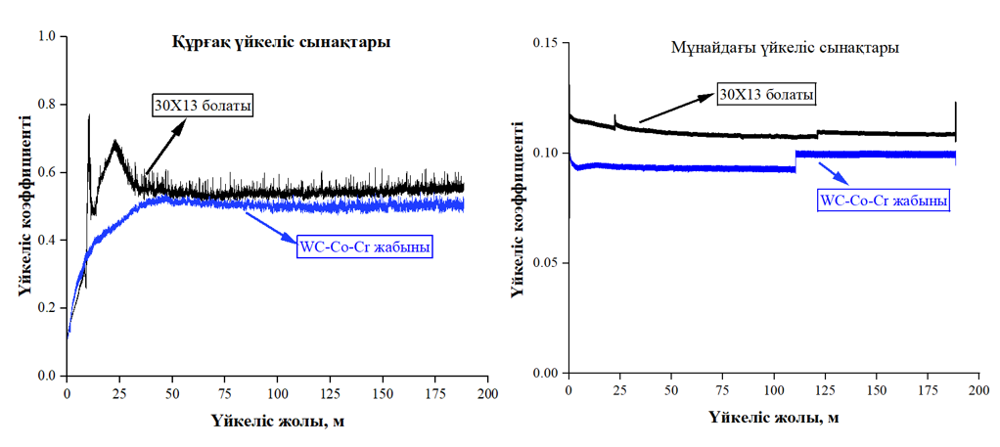 Құрғақ үйкеліс сынақтары
30Х13 болаты
WC-Co-Cr жабыны
Үйкеліс коэффициенті
1.0
0.8
0.6
0.4
0.2
0.0
0 25 50 75 100 125 150 175 200
Үйкеліс жолы, м
Мұнайдағы үйкеліс сынақтары
30Х13 болаты
WC-Co-Cr жабыны
Үйкеліс коэффициенті
0.15
0.10
0.05
0.00
0 25 50 75 100 125 150 175 200
Үйкеліс жолы, м